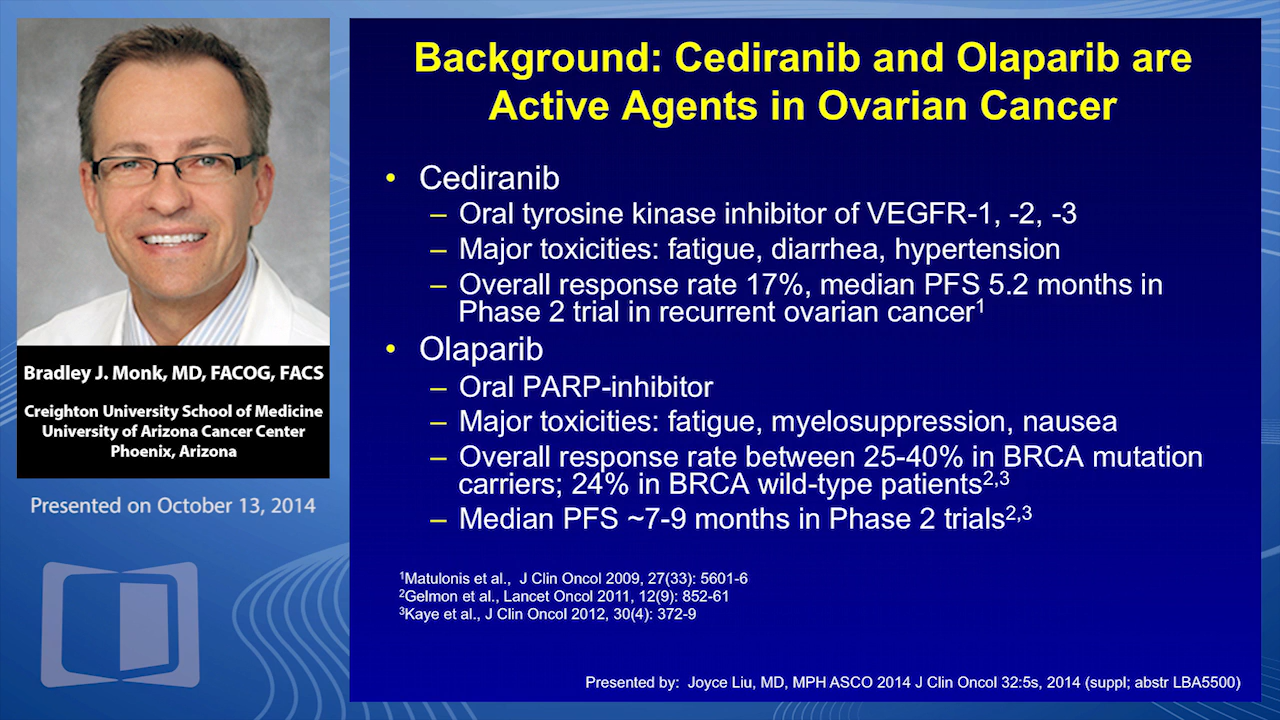 Background: Cediranib and Olaparib are
Active Agents in Ovarian Cancer
• Cediranib
– Oral tyrosine kinase inhibitor of VEGFR-1, -2, -3
– Major toxicities: fatigue, diarrhea, hypertension
– Overall response rate 17%, median PFS 5.2 months in
Phase 2 trial in recurrent ovarian cancer¹
• Olaparib
– Oral PARP-inhibitor
– Major toxicities: fatigue, myelosuppression, nausea
– Overall response rate between 25-40% in BRCA mutation
carriers; 24% in BRCA wild-type patients²,³
– Median PFS ~7-9 months in Phase 2 trials²,³
¹Matulonis et al., J Clin Oncol 2009, 27(33): 5601-6
²Gelmon et al., Lancet Oncol 2011, 12(9): 852-61
³Kaye et al., J Clin Oncol 2012, 30(4): 372-9
Presented by: Joyce Liu, MD, MPH ASCO 2014 J Clin Oncol 32:5s, 2014 (suppl; abstr LBA5500)
Bradley J. Monk, MD, FACOG, FACS
Creighton University School of Medicine
University of Arizona Cancer Center
Phoenix, Arizona
Presented on October 13, 2014